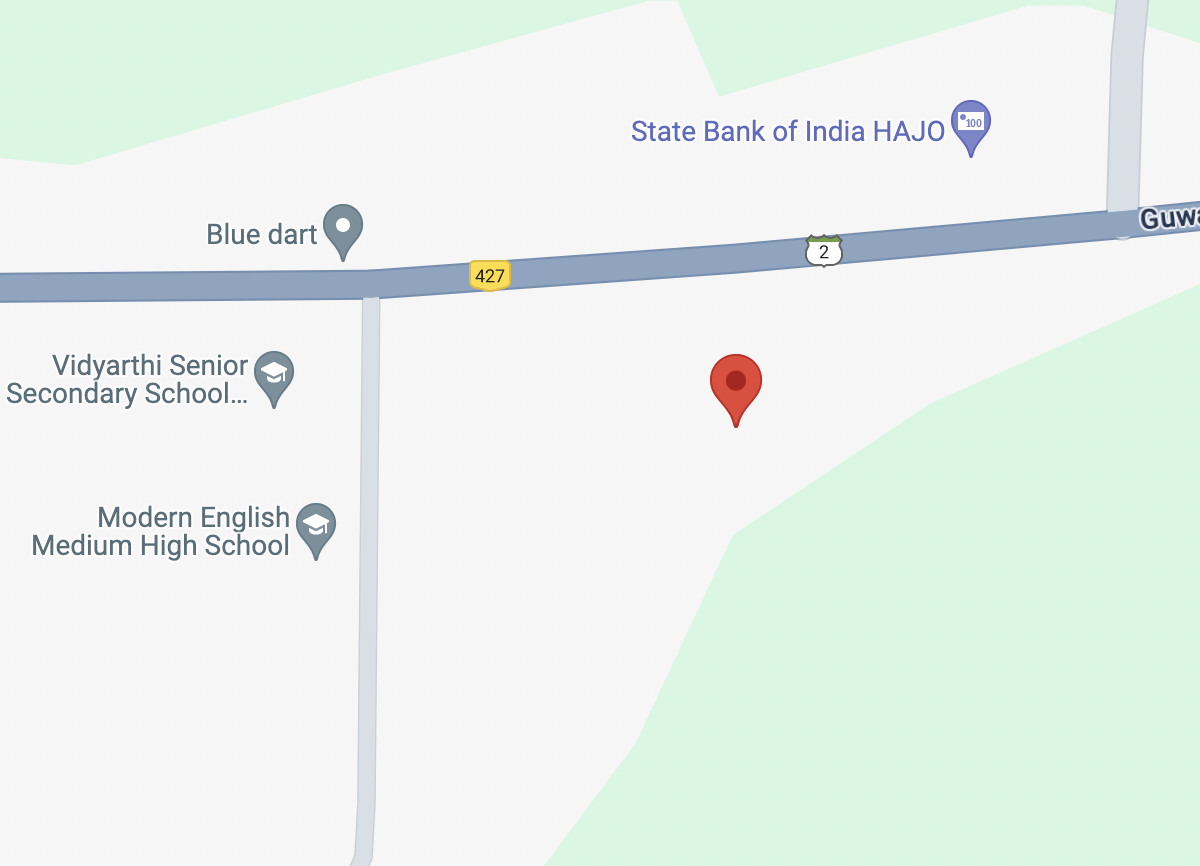 State Bank of India HAJO
100
Guwa
Blue dart
2
427
Vidyarthi Senior
Secondary School...
Modern English
Medium High School